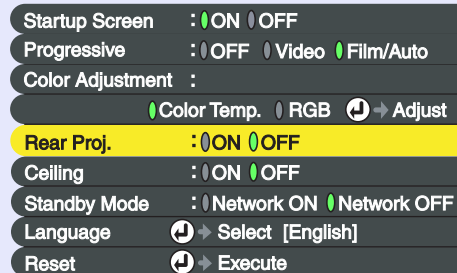 Startup Screen : ON OFF
Progressive : OFF Video Film/Auto
Color Adjustment :
Color Temp. RGB Adjust
Rear Proj. : ON OFF
Ceiling : ON OFF
Standby Mode : Network ON Network OFF
Language Select [English]
Reset Execute